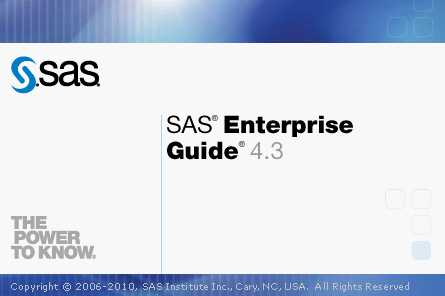 sas.
SAS® Enterprise
Guide® 4.3
THE
POWER
TO KNOW®
Copyright © 2006-2010, SAS Institute Inc., Cary, NC, USA. All Rights Reserved